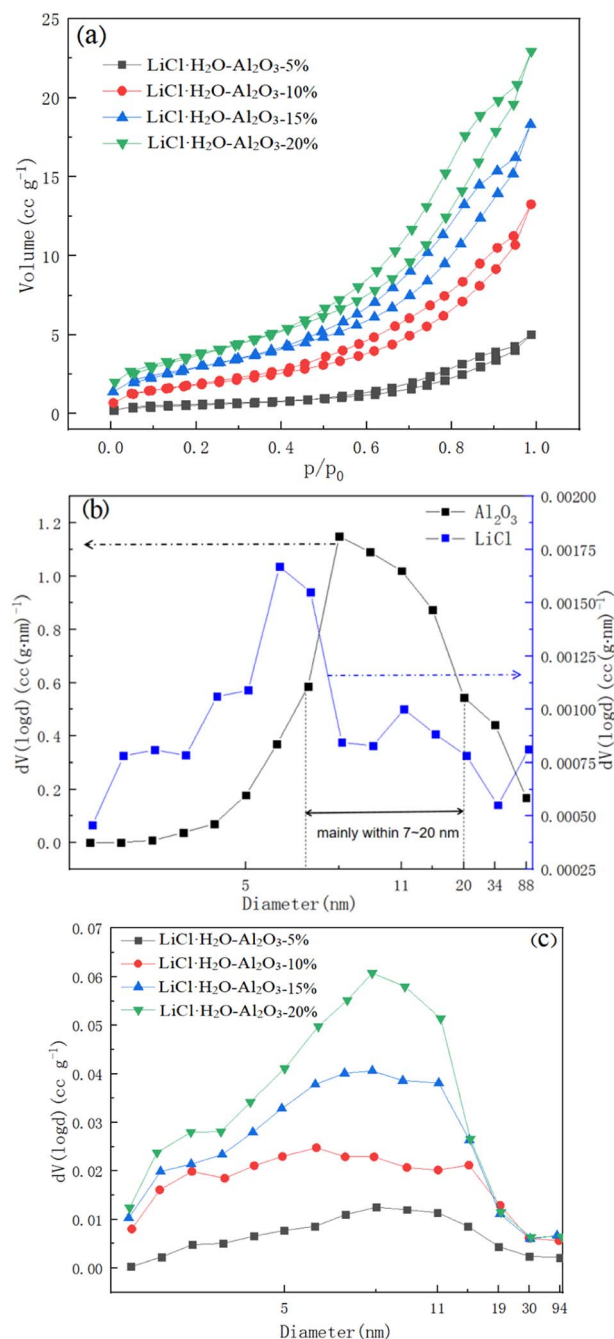 (a)
LiCl·H₂O-Al₂O₃-5%
LiCl·H₂O-Al₂O₃-10%
LiCl·H₂O-Al₂O₃-15%
LiCl·H₂O-Al₂O₃-20%
Volume(cc g⁻¹)
25
20
15
10
5
0
0.0 0.2 0.4 0.6 0.8 1.0
p/p₀
(b)
Al₂O₃
LiCl
dV(logd)(cc(g·nm)⁻¹)
1.2
1.0
0.8
0.6
0.4
0.2
0.0
0.00200
0.00175
0.00150
0.00125
0.00100
0.00075
0.00050
0.00025
dV(logd)(cc(g·nm)⁻¹)
mainly within 7~20 nm
5 11 20 34 88
Diameter(nm)
(c)
LiCl·H₂O-Al₂O₃-5%
LiCl·H₂O-Al₂O₃-10%
LiCl·H₂O-Al₂O₃-15%
LiCl·H₂O-Al₂O₃-20%
dV(logd)(cc g⁻¹)
0.07
0.06
0.05
0.04
0.03
0.02
0.01
0.00
5 11 19 30 94
Diameter(nm)